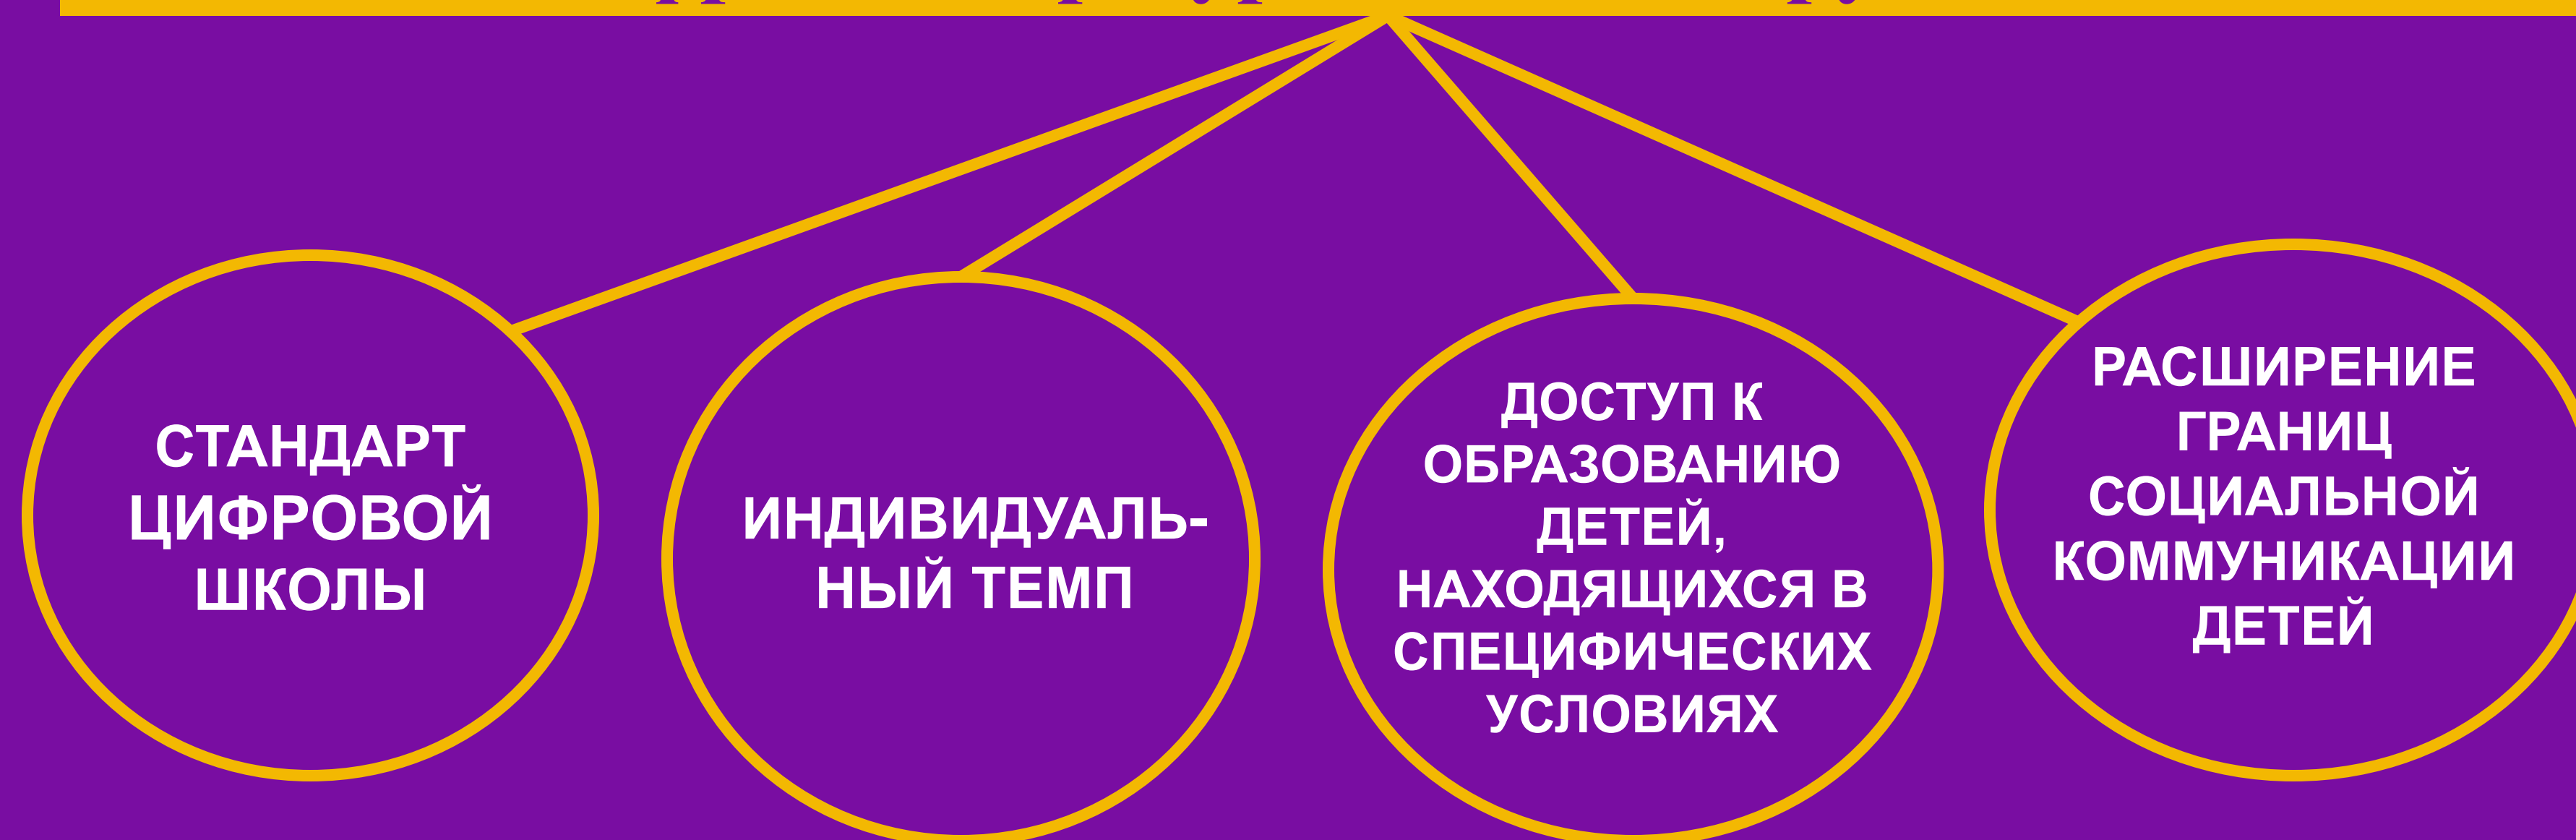 СТАНДАРТ
ЦИФРОВОЙ
ШКОЛЫ
ИНДИВИДУАЛЬ-
НЫЙ ТЕМП
ДОСТУП К
ОБРАЗОВАНИЮ
ДЕТЕЙ,
НАХОДЯЩИХСЯ В
СПЕЦИФИЧЕСКИХ
УСЛОВИЯХ
РАСШИРЕНИЕ
ГРАНИЦ
СОЦИАЛЬНОЙ
КОММУНИКАЦИИ
ДЕТЕЙ